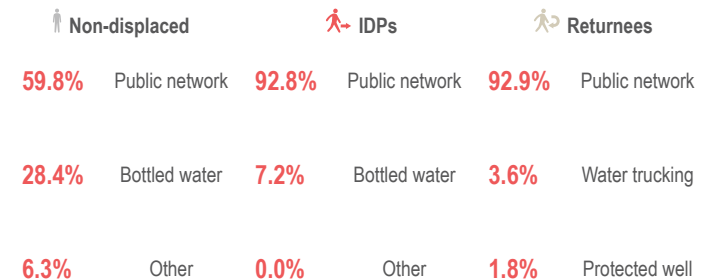 Non-displaced IDPs Returnees
59.8% Public network 92.8% Public network 92.9% Public network
28.4% Bottled water 7.2% Bottled water 3.6% Water trucking
6.3% Other 0.0% Other 1.8% Protected well